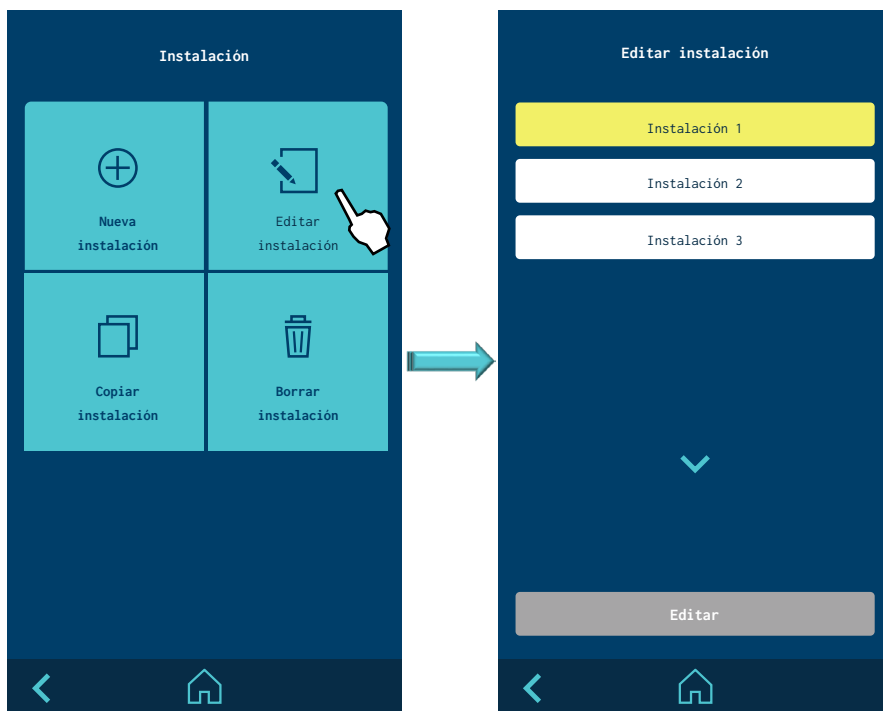 Instalación
Nueva
instalación
Editar
instalación
Copiar
instalación
Borrar
instalación
Editar instalación
Instalación 1
Instalación 2
Instalación 3
Editar